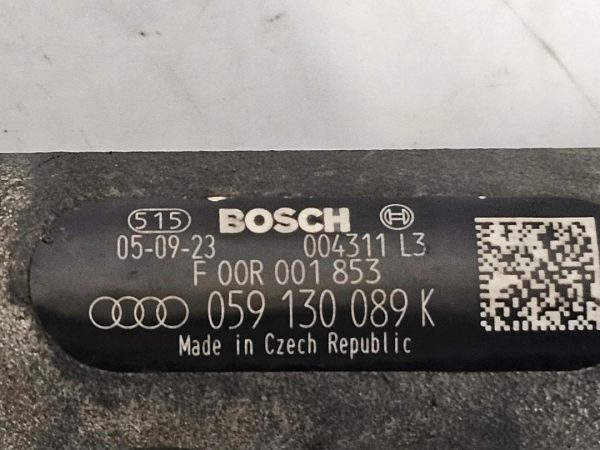 515 BOSCH
05-09-23 004311 L3
F 00R 001 853
059 130 089 K
Made in Czech Republic